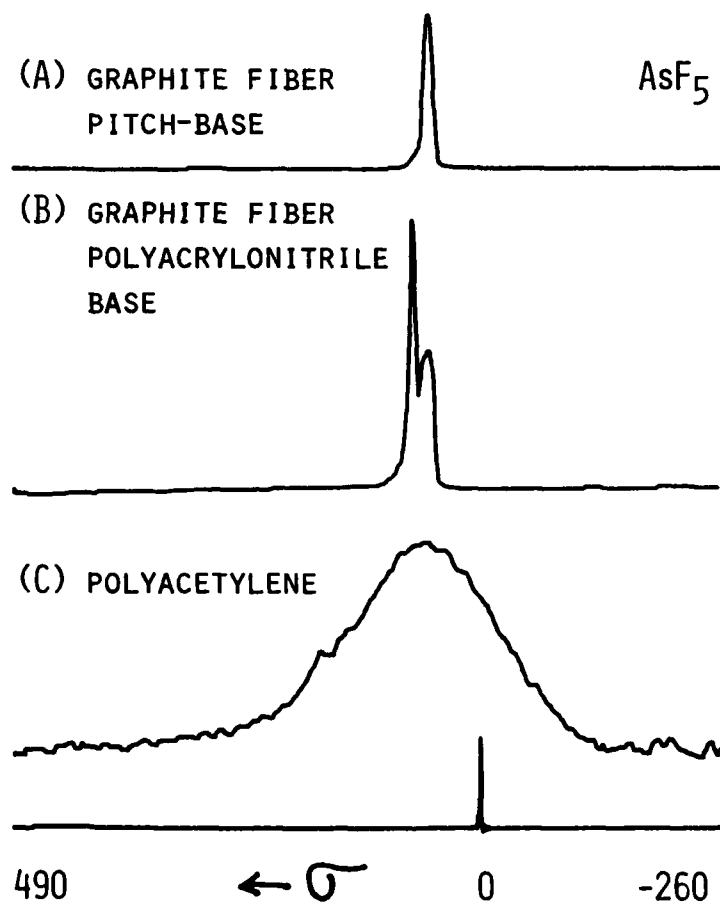 (A) GRAPHITE FIBER AsF5
PITCH-BASE
(B) GRAPHITE FIBER
POLYACRYLONITRILE
BASE
(C) POLYACETYLENE
490 ← σ 0 -260